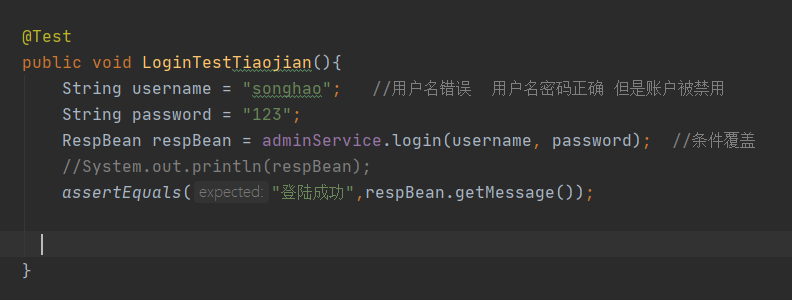 @Test
public void LoginTestTiaojian(){
String username = "songhao";   //用户名错误  用户名密码正确 但是账户被禁用
String password = "123";
RespBean respBean = adminService.login(username, password);  //条件覆盖
//System.out.println(respBean);
assertEquals( expected: "登陆成功",respBean.getMessage());
}